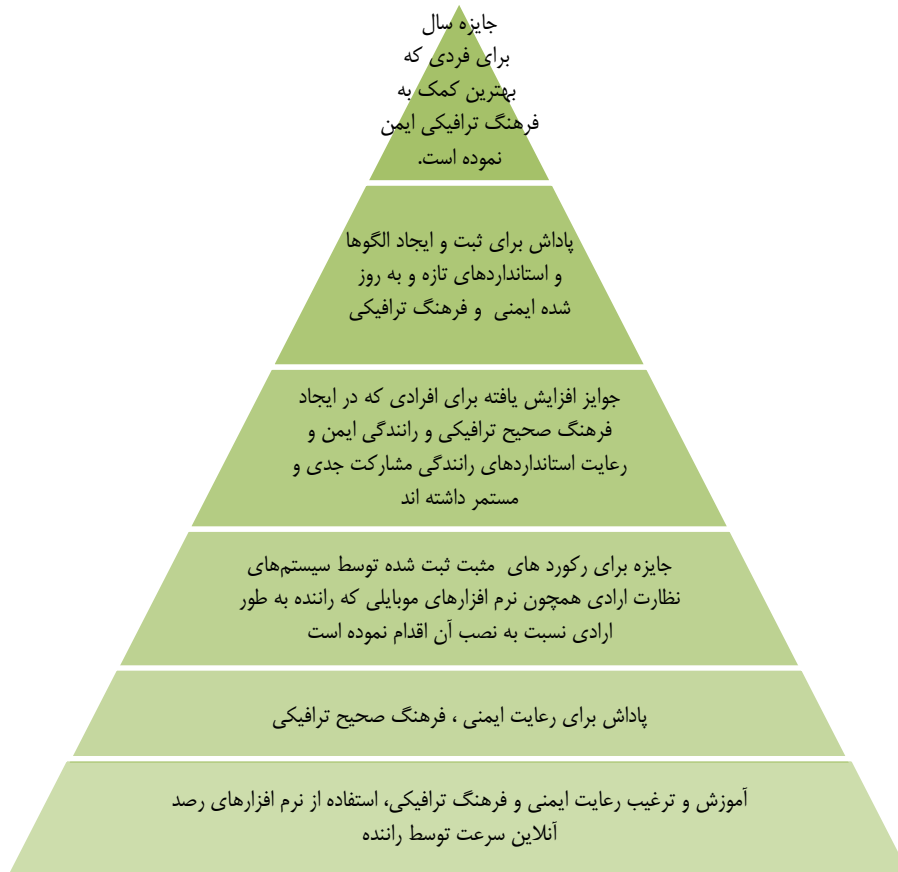 جایزه سال
برای فردی که
بهترین کمک به
فرهنگ ترافیکی ایمن
نموده است.
پاداش برای ثبت و ایجاد الگوها
و استانداردهای تازه و به روز
شده ایمنی و فرهنگ ترافیکی
جوایز افزایش یافته برای افرادی که در ایجاد
فرهنگ صحیح ترافیکی و رانندگی ایمن و
رعایت استانداردهای رانندگی مشارکت جدی و
مستمر داشته اند
جایزه برای رکورد های مثبت ثبت شده توسط سیستم‌های
نظارت ارادی همچون نرم افزارهای موبایلی که راننده به طور
ارادی نسبت به نصب آن اقدام نموده است
پاداش برای رعایت ایمنی ، فرهنگ صحیح ترافیکی
آموزش و ترغیب رعایت ایمنی و فرهنگ ترافیکی، استفاده از نرم افزارهای رصد
آنلاین سرعت توسط راننده